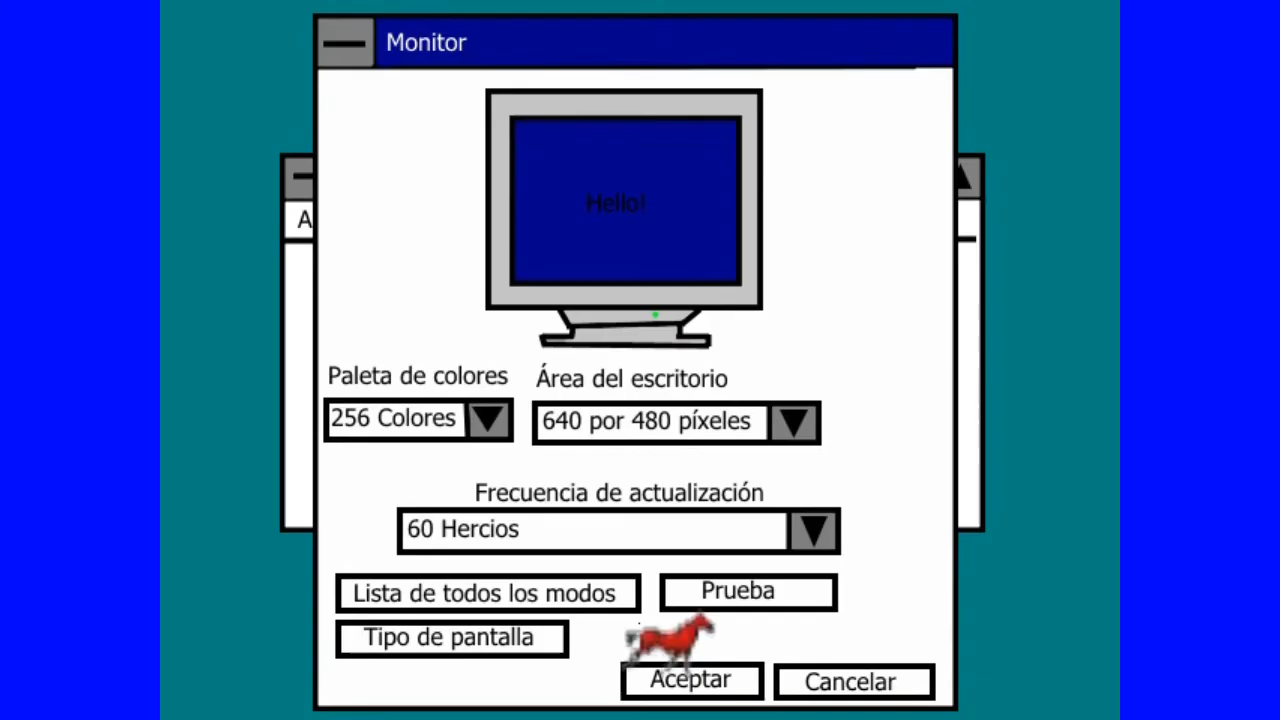 Monitor
Hello!
A
Paleta de colores
Área del escritorio
256 Colores
640 por 480 píxeles
Frecuencia de actualización
60 Hercios
Lista de todos los modos
Prueba
Tipo de pantalla
Aceptar
Cancelar